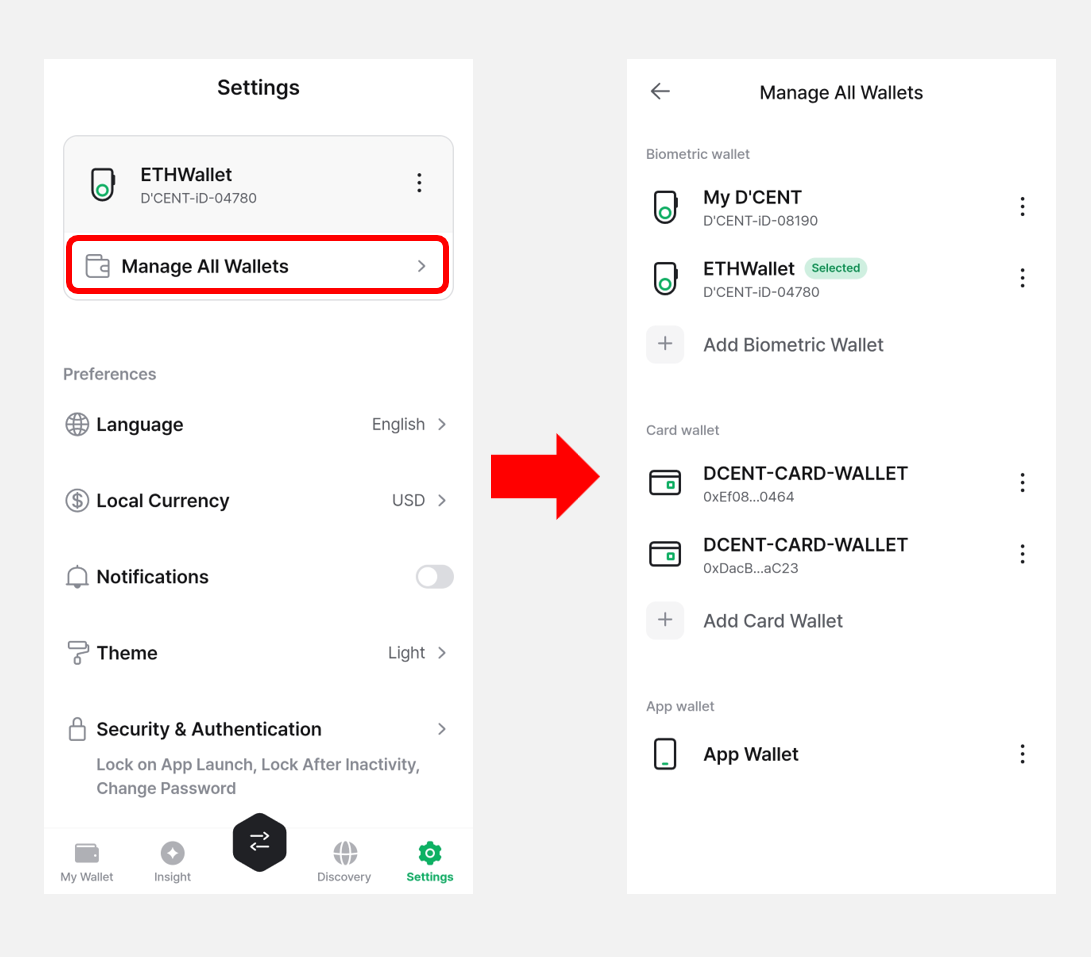 Settings
ETHWallet
D'CENT-iD-04780
Manage All Wallets
Preferences
Language English
Local Currency USD
Notifications
Theme Light
Security & Authentication
Lock on App Launch, Lock After Inactivity,
Change Password
My Wallet Insight Discovery Settings
Manage All Wallets
Biometric wallet
My D'CENT
D'CENT-iD-08190
ETHWallet Selected
D'CENT-iD-04780
Add Biometric Wallet
Card wallet
DCENT-CARD-WALLET
0xEf08...0464
DCENT-CARD-WALLET
0xDacB...aC23
Add Card Wallet
App wallet
App Wallet